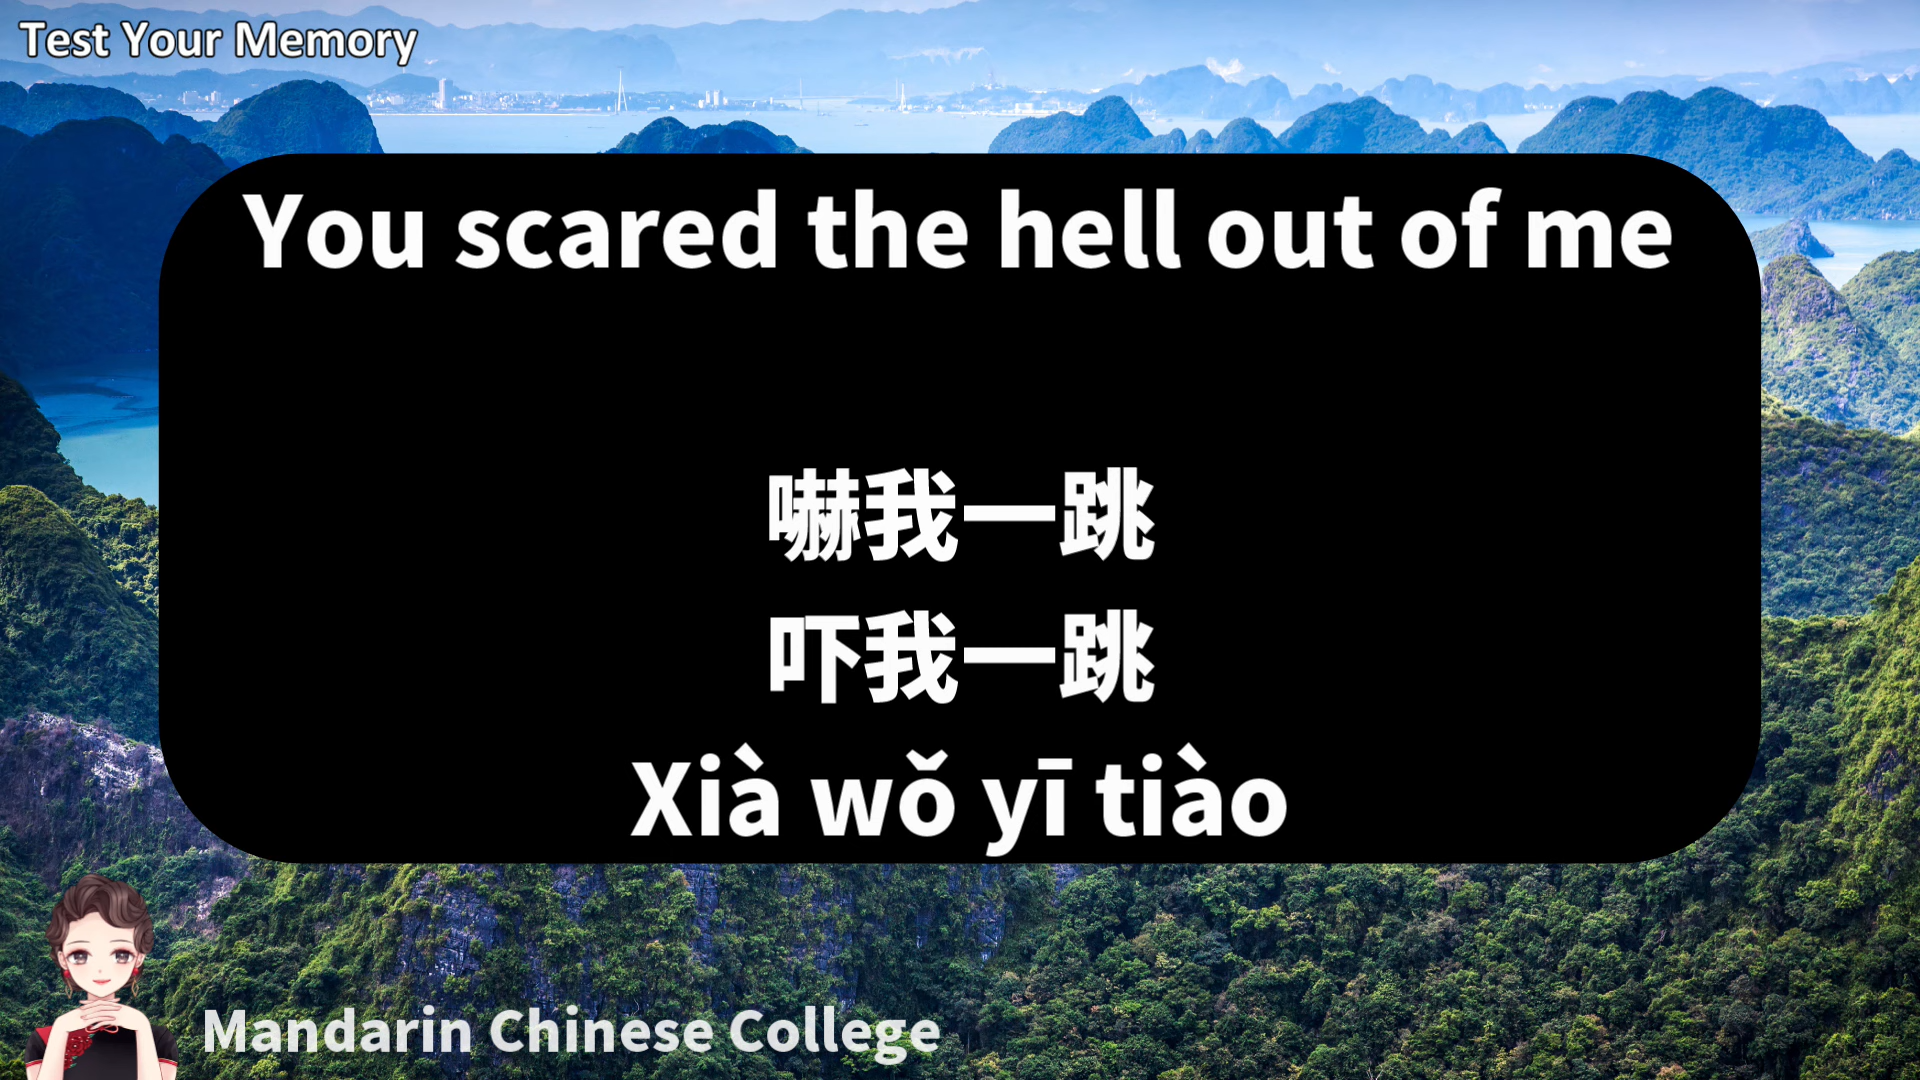 Test Your Memory
You scared the hell out of me
嚇我一跳
吓我一跳
Xià wǒ yī tiào
Mandarin Chinese College